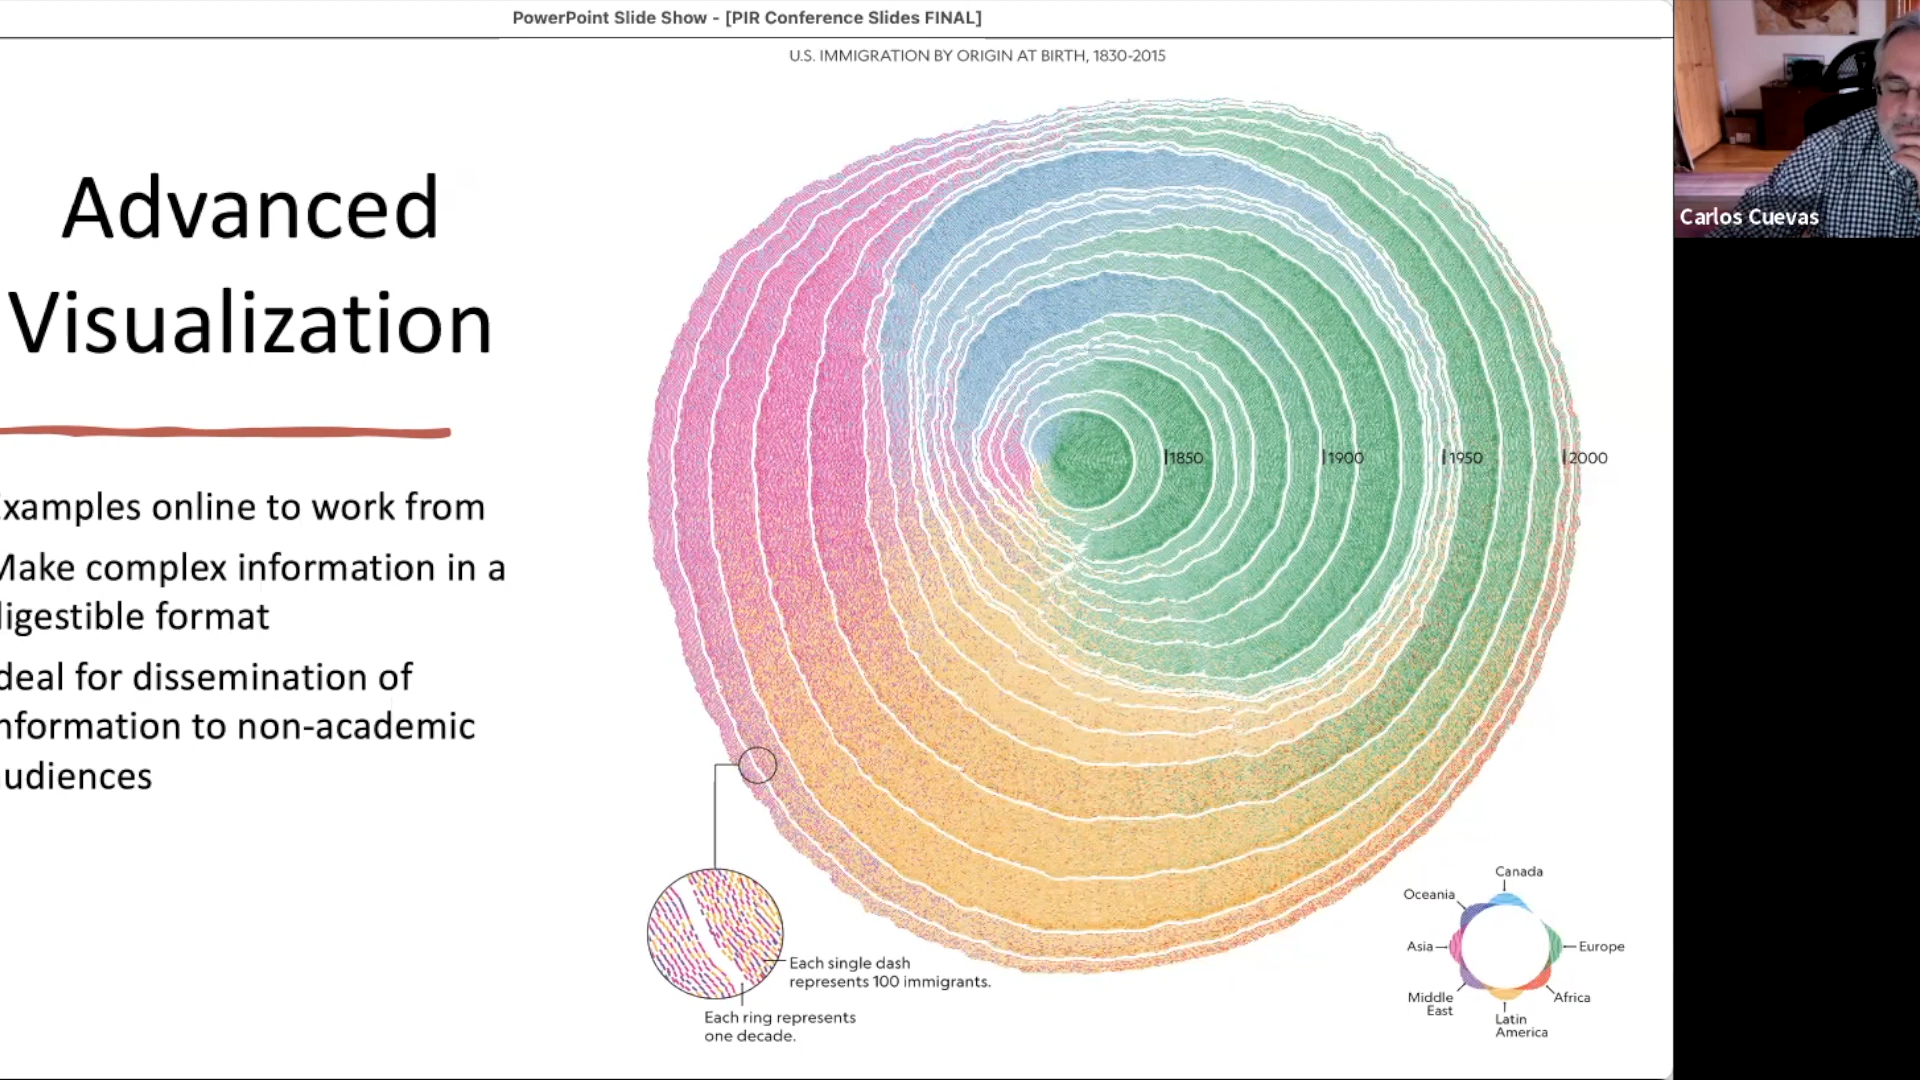 PowerPoint Slide Show - [PIR Conference Slides FINAL]
U.S. IMMIGRATION BY ORIGIN AT BIRTH, 1830-2015
Advanced
Visualization
xamples online to work from
Make complex information in a
digestible format
deal for dissemination of
nformation to non-academic
udiences
1850
1900
1950
2000
Each single dash
represents 100 immigrants.
Each ring represents
one decade.
Canada
Oceania
Asia
Europe
Middle
East
Africa
Latin
America
Carlos Cuevas